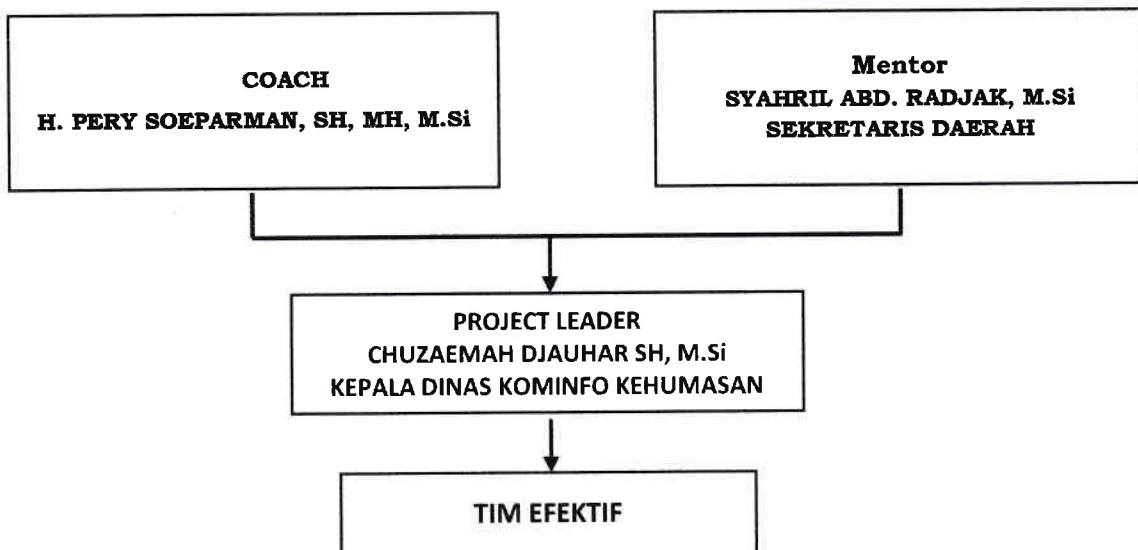 COACH
H. PERY SOEPARMAN, SH, MH, M.Si
Mentor
SYAHRIL ABD. RADJAK, M.Si
SEKRETARIS DAERAH
PROJECT LEADER
CHUZAEMAH DJAUHAR SH, M.Si
KEPALA DINAS KOMINFO KEHUMASAN
TIM EFEKTIF